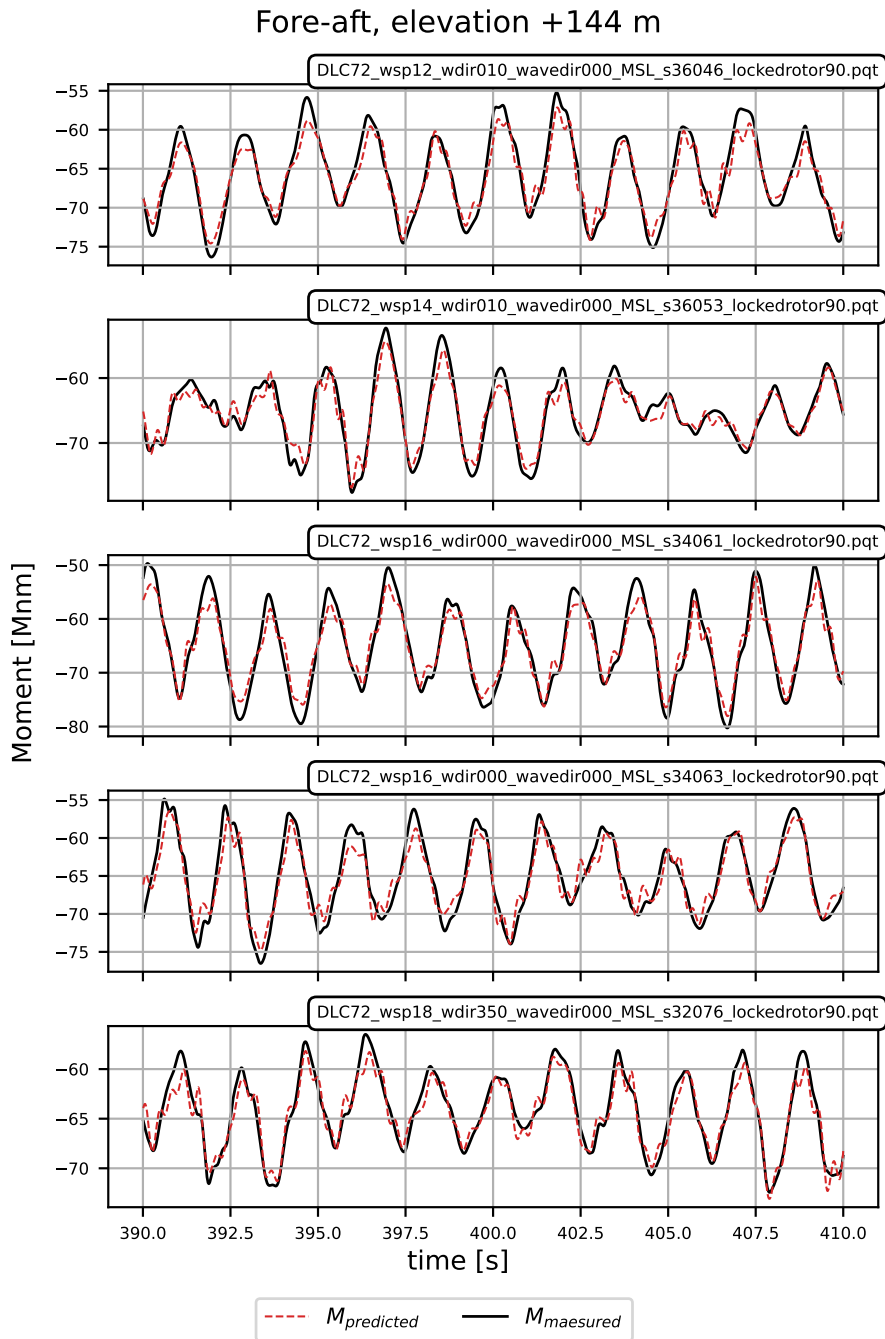 Fore-aft, elevation +144 m
DLC72_wsp12_wdir010_wavedir000_MSL_s36046_lockedrotor90.pqt
−55
−60
−65
−70
−75
DLC72_wsp14_wdir010_wavedir000_MSL_s36053_lockedrotor90.pqt
−60
−70
DLC72_wsp16_wdir000_wavedir000_MSL_s34061_lockedrotor90.pqt
−50
−60
−70
−80
Moment [Mnm]
DLC72_wsp16_wdir000_wavedir000_MSL_s34063_lockedrotor90.pqt
−55
−60
−65
−70
−75
DLC72_wsp18_wdir350_wavedir000_MSL_s32076_lockedrotor90.pqt
−60
−65
−70
390.0 392.5 395.0 397.5 400.0 402.5 405.0 407.5 410.0
time [s]
M_predicted M_maesured